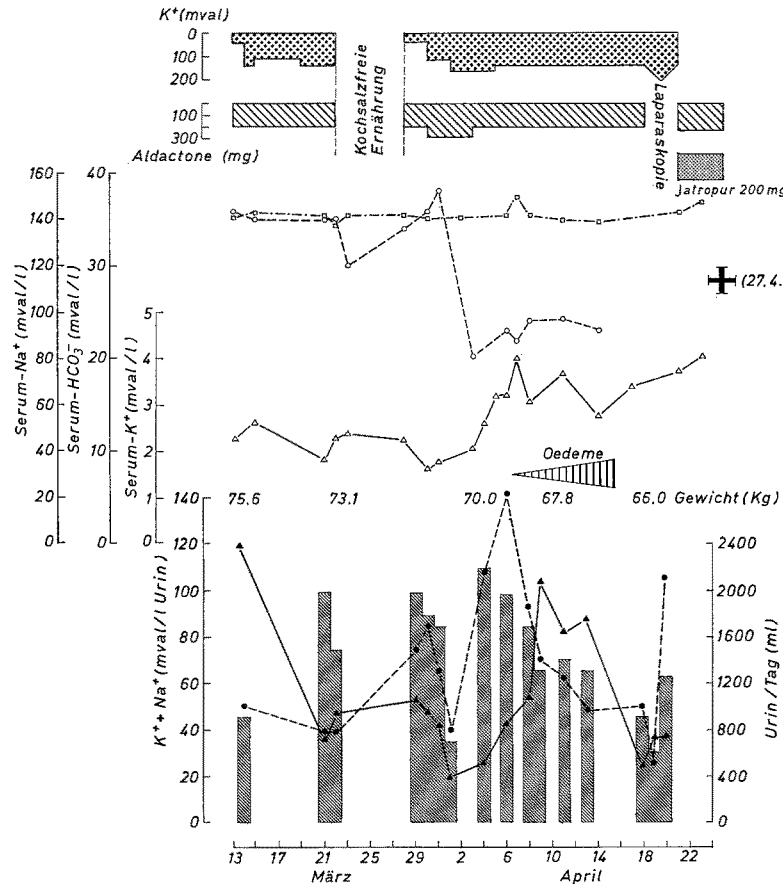 K⁺(mval)
0
100
200
100
300
Aldactone (mg)
Kochsalzfreie
Ernährung
Laparaskopie
Jatropur 200mg
160
140
120
100
80
60
40
20
0
Serum-Na⁺ (mval/l)
40
30
20
10
0
Serum-HCO₃⁻ (mval/l)
5
4
3
2
1
0
Serum-K⁺ (mval/l)
(27.4.
Oedeme
75.6 73.1 70.0 67.8 65.0 Gewicht (Kg)
140
120
100
80
60
40
20
0
K⁺+ Na⁺ (mval/l Urin)
2400
2000
1600
1200
800
400
0
Urin/Tag (ml)
13 17 21 25 29 2 6 10 14 18 22
März April